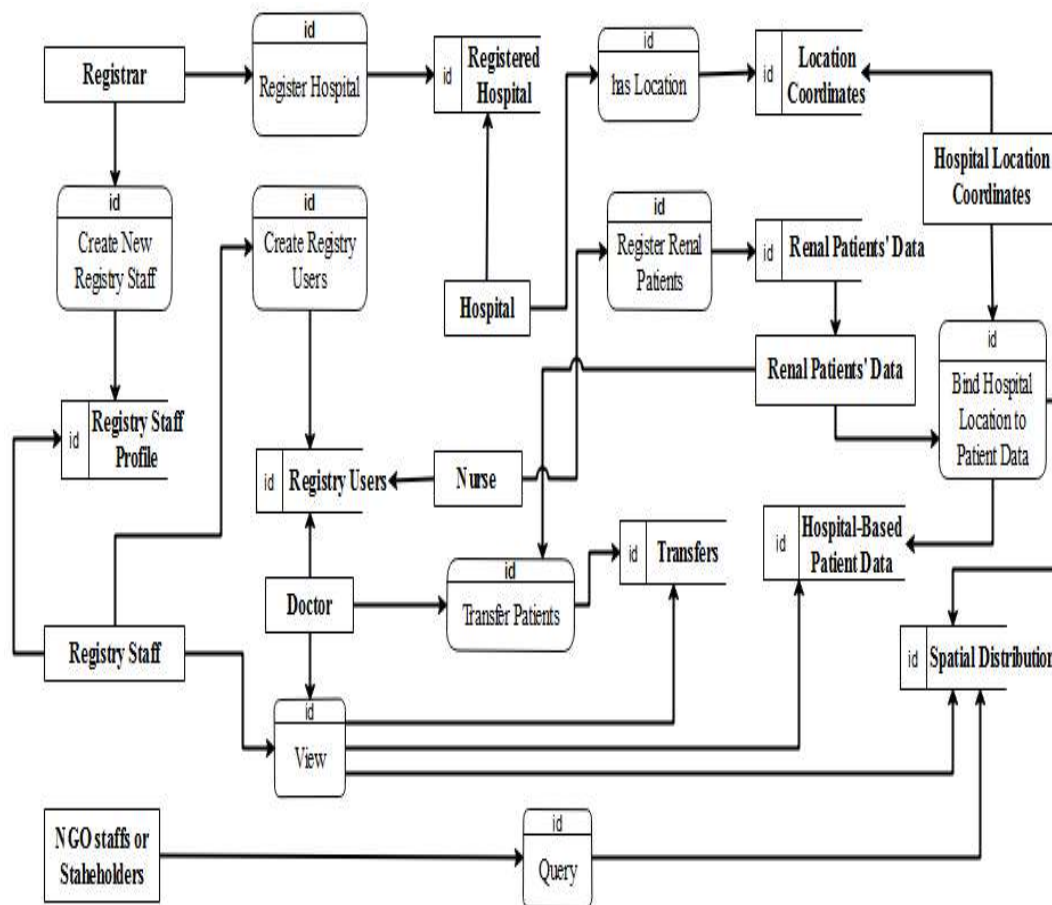 id
Register Hospital
Registrar
id
Registered
Hospital
id
has Location
id
Location
Coordinates
Hospital Location
Coordinates
id
Create New
Registry Staff
id
Create Registry
Users
id
Register Renal
Patients
id
Renal Patients' Data
Hospital
Renal Patients' Data
id
Bind Hospital
Location to
Patient Data
id
Registry Staff
Profile
id
Registry Users
Nurse
id
Transfers
id
Hospital-Based
Patient Data
Doctor
id
Transfer Patients
Registry Staff
id
Spatial Distribution
id
View
NGO staffs or
Staheholders
id
Query